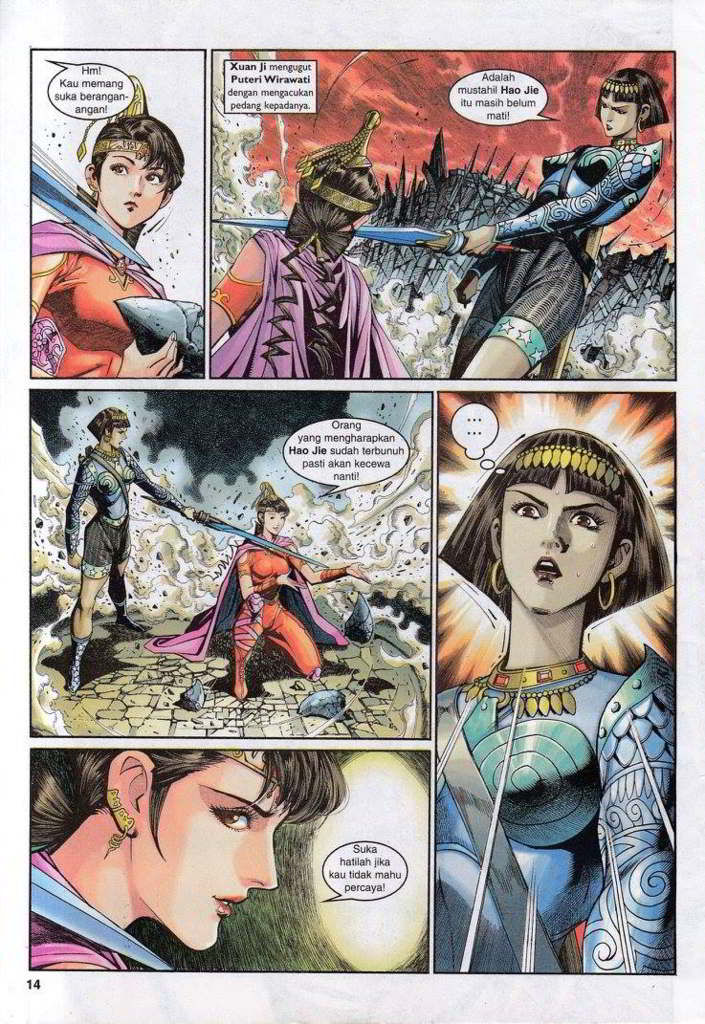 Hm!
Kau memang
suka berangan-
angan!
Xuan Ji mengugut
Puteri Wirawati
dengan mengacukan
pedang kepadanya.
Adalah
mustahil Hao Jie
itu masih belum
mati!
Orang
yang mengharapkan
Hao Jie sudah terbunuh
pasti akan kecewa
nanti!
...
...
Suka
hatilah jika
kau tidak mahu
percaya!
14